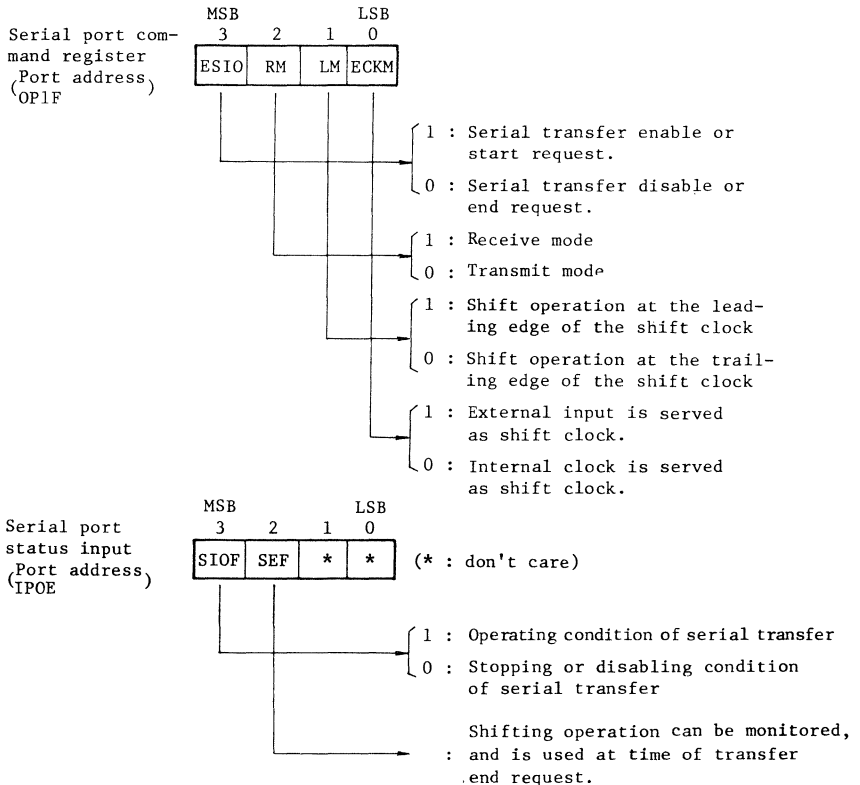 MSB LSB
Serial port com- 3 2 1 0
mand register
(Port address) ESIO RM LM ECKM
OP1F
1 : Serial transfer enable or
start request.
0 : Serial transfer disable or
end request.
1 : Receive mode
0 : Transmit mode
1 : Shift operation at the lead-
ing edge of the shift clock
0 : Shift operation at the trail-
ing edge of the shift clock
1 : External input is served
as shift clock.
0 : Internal clock is served
as shift clock.
MSB LSB
Serial port 3 2 1 0
status input
(Port address) SIOF SEF * * (* : don't care)
IPOE
1 : Operating condition of serial transfer
0 : Stopping or disabling condition
of serial transfer
Shifting operation can be monitored,
: and is used at time of transfer
end request.